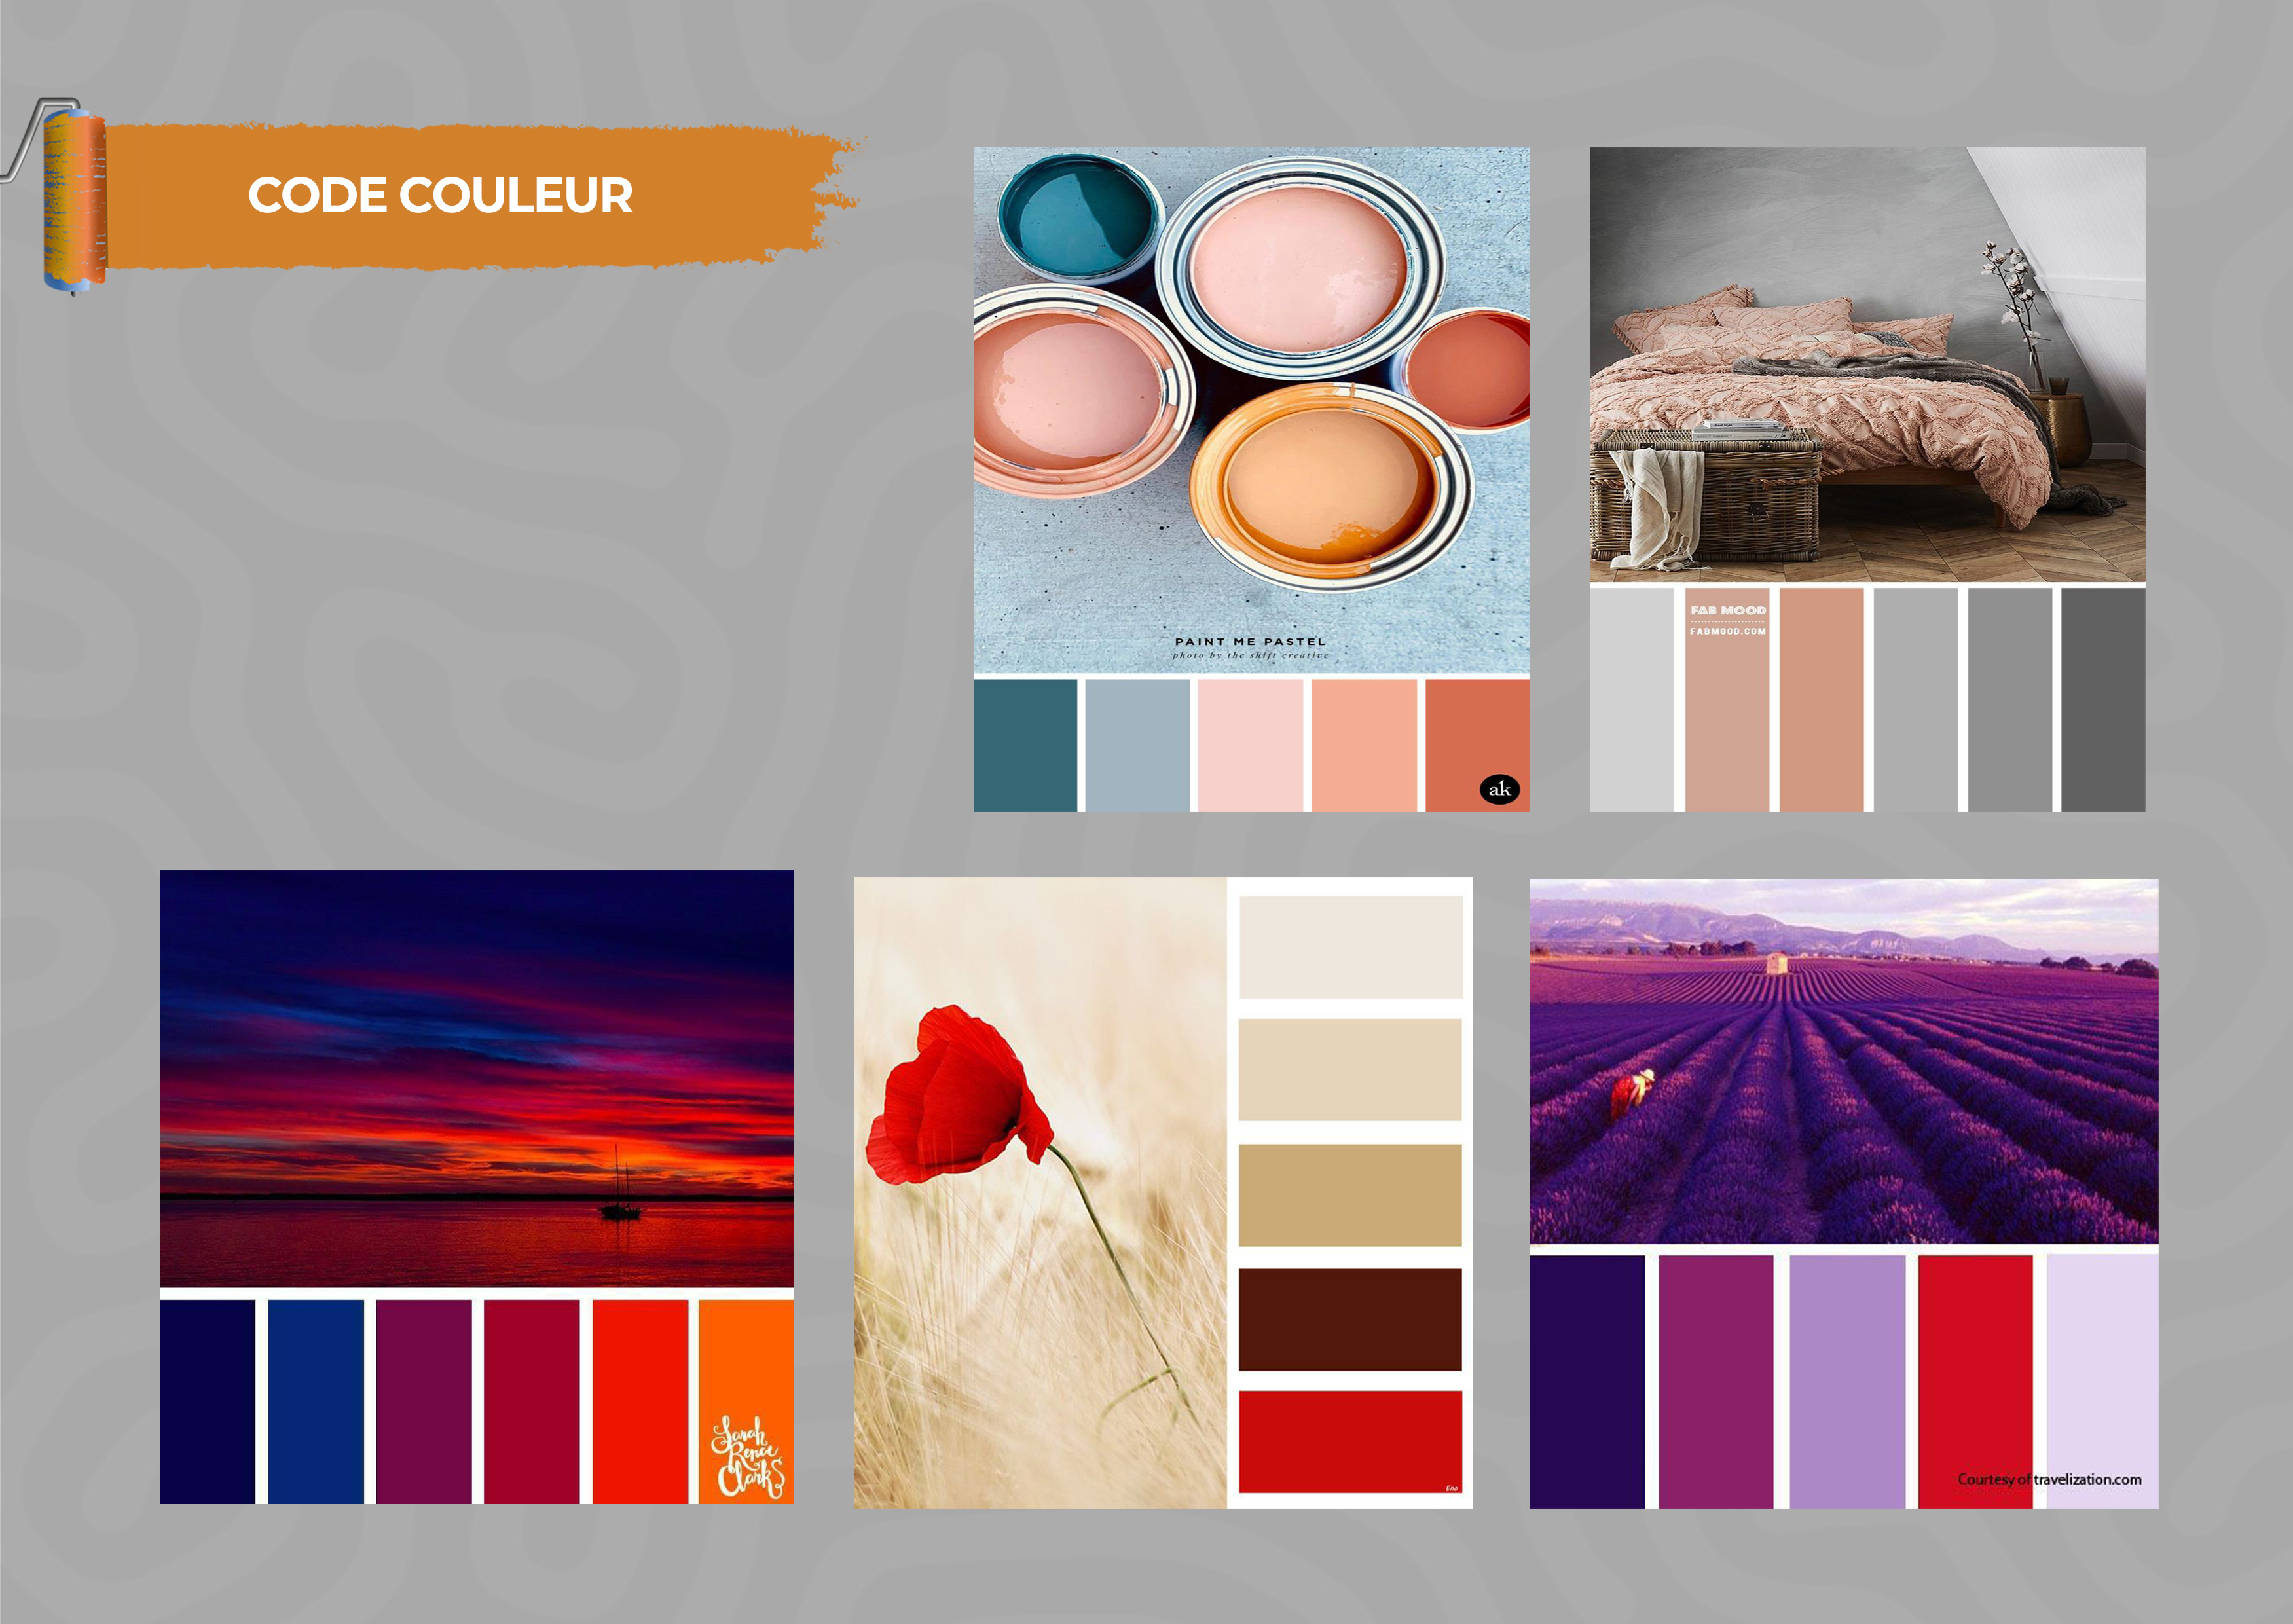 CODE COULEUR
PAINT ME PASTEL
photo by the shift creative
ak
FAB MOOD
FABMOOD.COM
Sarah
Renae
Clark
Eno
Courtesy of travelization.com